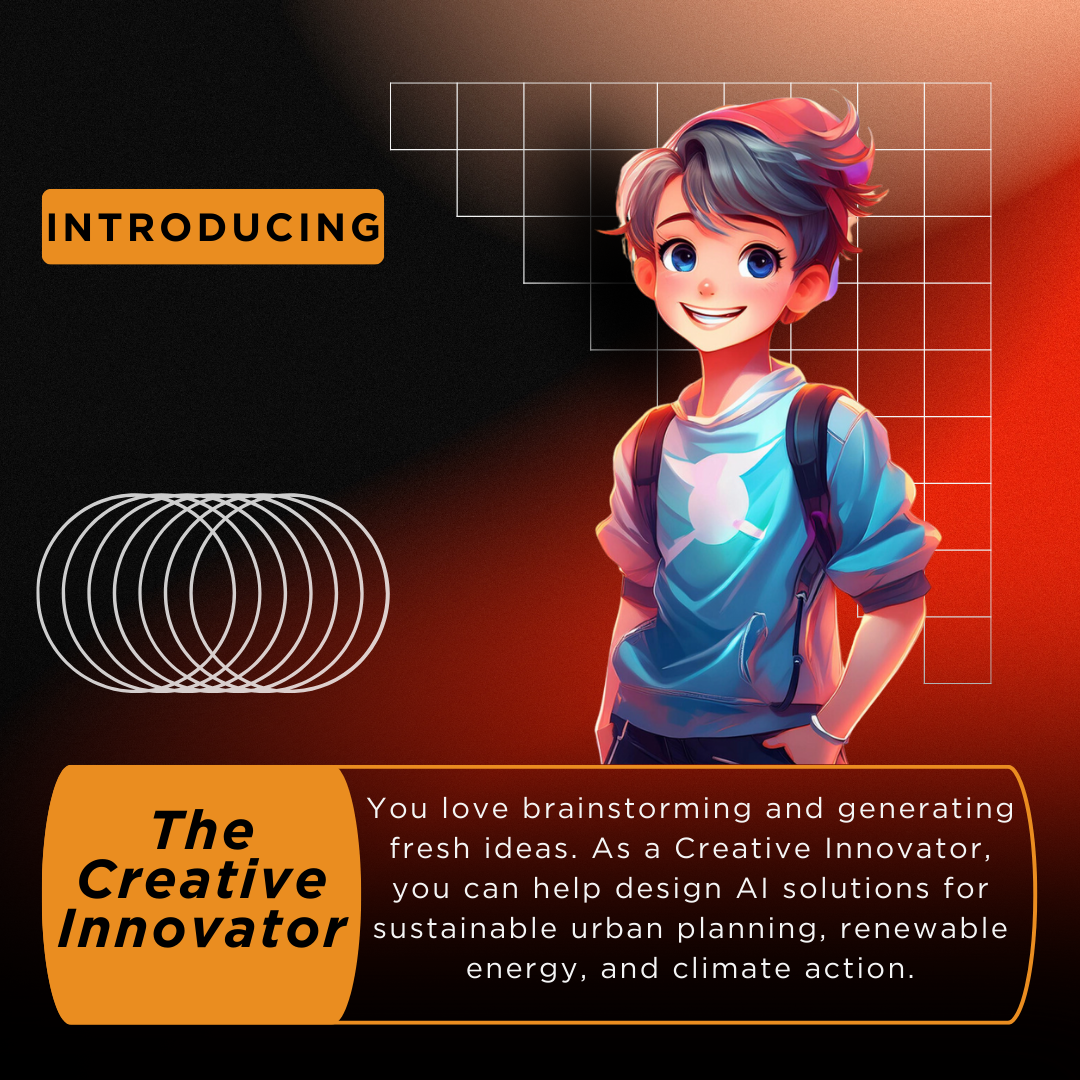 INTRODUCING
The
Creative
Innovator
You love brainstorming and generating
fresh ideas. As a Creative Innovator,
you can help design AI solutions for
sustainable urban planning, renewable
energy, and climate action.